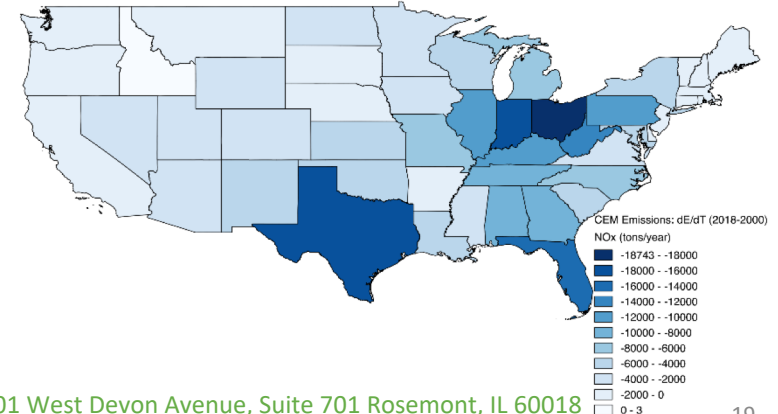 CEM Emissions: dE/dT (2018-2000)
NOx (tons/year)
-18743 - -18000
-18000 - -16000
-16000 - -14000
-14000 - -12000
-12000 - -10000
-10000 - -8000
-8000 - -6000
-6000 - -4000
-4000 - -2000
-2000 - 0
0 - 3
01 West Devon Avenue, Suite 701 Rosemont, IL 60018
19